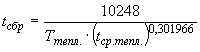 t_сбр = 10248 / (T_тепл. · (t_ср.тепл.)^0,301966)